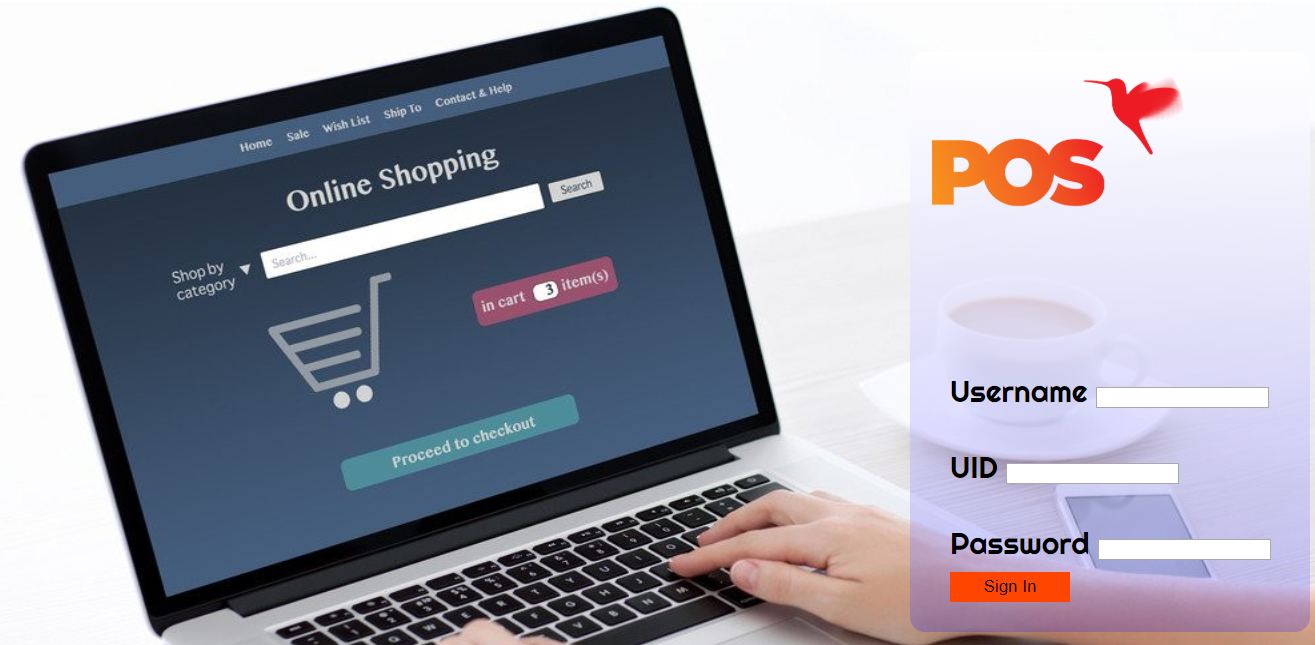 Home Sale Wish List Ship To Contact & Help
Online Shopping
Search... Search
Shop by
category
in cart 3 item(s)
Proceed to checkout
POS
Username
UID
Password
Sign In